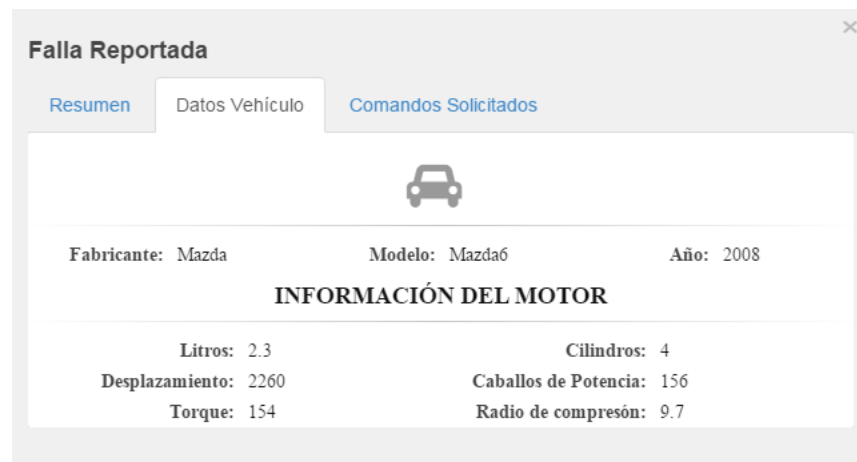 ×
Falla Reportada
Resumen Datos Vehículo Comandos Solicitados
Fabricante: Mazda Modelo: Mazda6 Año: 2008
INFORMACIÓN DEL MOTOR
Litros: 2.3 Cilindros: 4
Desplazamiento: 2260 Caballos de Potencia: 156
Torque: 154 Radio de compresón: 9.7